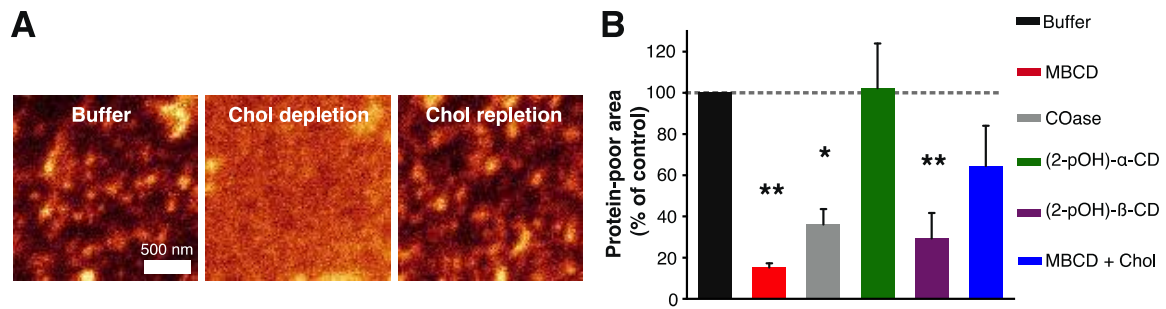 A
Buffer
Chol depletion
Chol repletion
500 nm
B
Protein-poor area
(% of control)
120
100
80
60
40
20
0
**
*
**
Buffer
MBCD
COase
(2-pOH)-α-CD
(2-pOH)-ß-CD
MBCD + Chol